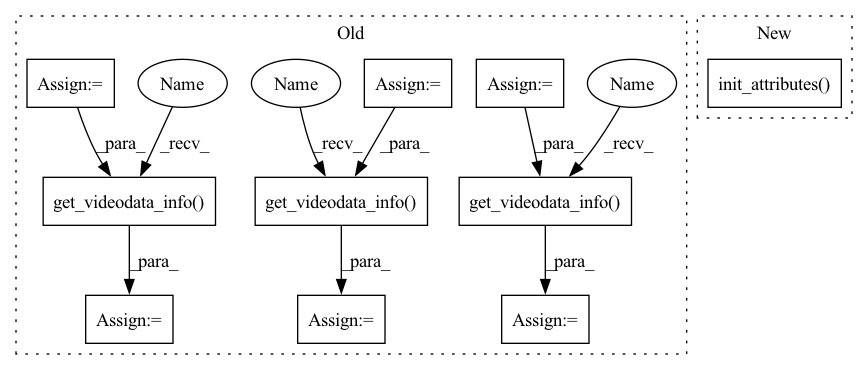 Old
New
Assign:=
Name
Name
Assign:=
Assign:=
Name
init_attributes()
_para_
_recv_
_recv_
_para_
_para_
_recv_
get_videodata_info()
get_videodata_info()
get_videodata_info()
_para_
_para_
_para_
Assign:=
Assign:=
Assign:=